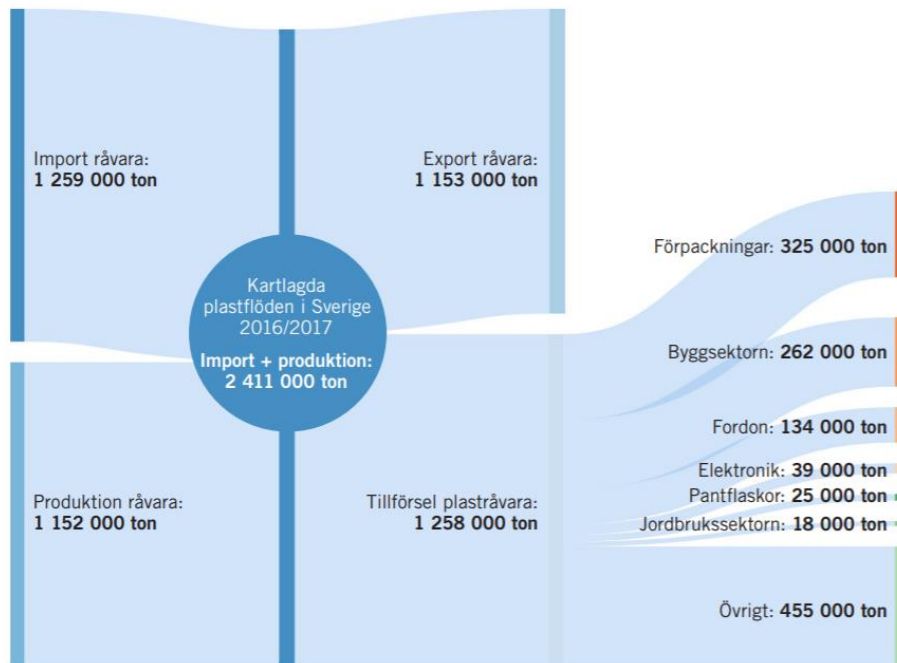 Import råvara:
1 259 000 ton
Export råvara:
1 153 000 ton
Kartlagda
plastflöden i Sverige
2016/2017
Import + produktion:
2 411 000 ton
Produktion råvara:
1 152 000 ton
Tillförsel plastråvara:
1 258 000 ton
Förpackningar: 325 000 ton
Byggsektorn: 262 000 ton
Fordon: 134 000 ton
Elektronik: 39 000 ton
Pantflaskor: 25 000 ton
Jordbrukssektorn: 18 000 ton
Övrigt: 455 000 ton